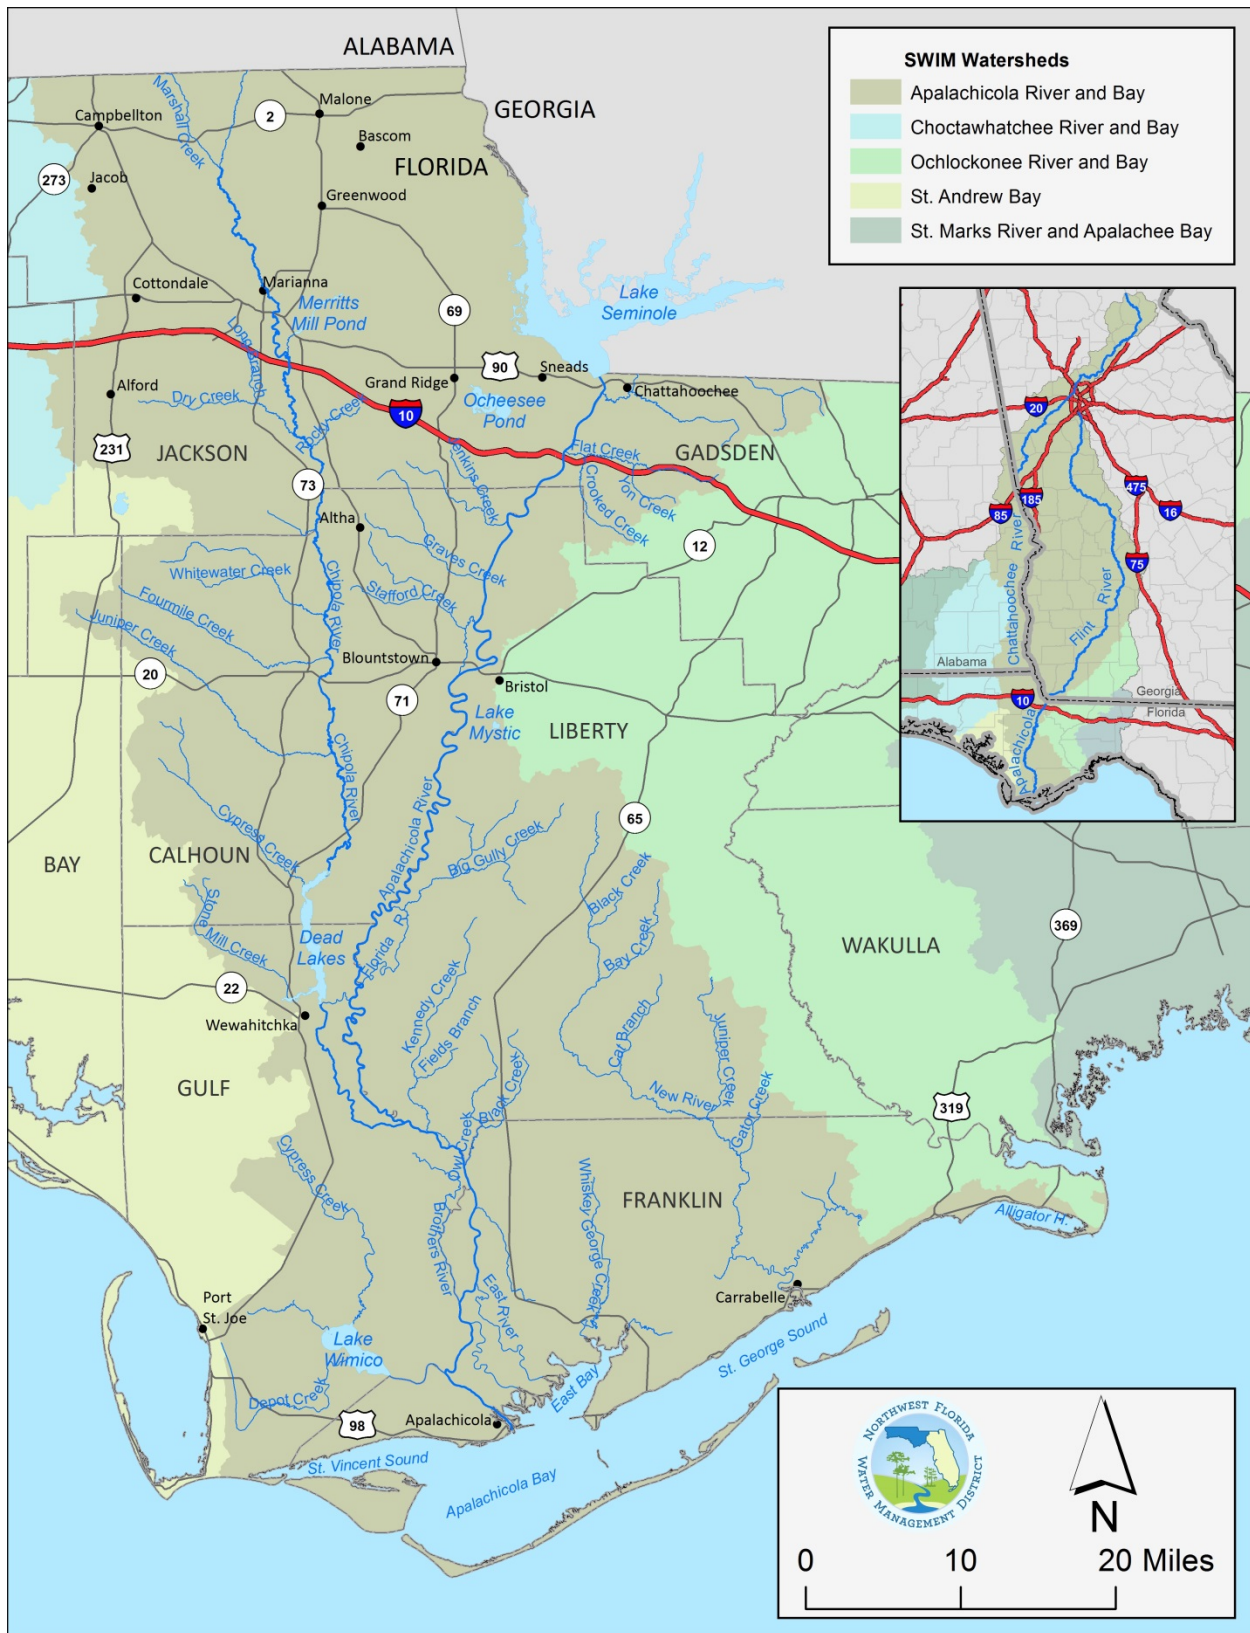 ALABAMA
GEORGIA
FLORIDA
SWIM Watersheds
Apalachicola River and Bay
Choctawhatchee River and Bay
Ochlockonee River and Bay
St. Andrew Bay
St. Marks River and Apalachee Bay
Marshall Creek
Campbellton
2
Malone
Bascom
273
Jacob
Greenwood
Cottondale
Marianna
Merritts
Mill Pond
Lake
Seminole
69
Long Branch
90
Sneads
Alford
Grand Ridge
Chattahoochee
Dry Creek
Rocky Creek
10
Ocheesee
Pond
231
JACKSON
Jenkins Creek
Flat Creek
GADSDEN
73
Crooked Creek
Yon Creek
Altha
12
Graves Creek
Whitewater Creek
Chipola River
Stafford Creek
Fourmile Creek
Juniper Creek
Blountstown
20
Bristol
71
Lake
Mystic
LIBERTY
Chipola River
Apalachicola River
65
Cypress Creek
Big Gully Creek
BAY
CALHOUN
Black Creek
Stone
Mill Creek
Florida R.
Dead
Lakes
Bay Creek
WAKULLA
369
22
Wewahitchka
Kennedy Creek
Fields Branch
Cat Branch
Juniper Creek
GULF
Black Creek
New River
Gator Creek
319
Owl Creek
Cypress Creek
Brothers River
Whiskey George Creek
FRANKLIN
Alligator H.
East River
Port
St. Joe
Carrabelle
Lake
Wimico
St. George Sound
East Bay
Depot Creek
98
Apalachicola
St. Vincent Sound
Apalachicola Bay
20
85
185
475
16
75
Chattahoochee River
Flint
River
Alabama
Georgia
Florida
10
Apalachicola
NORTHWEST FLORIDA
WATER MANAGEMENT DISTRICT
N
0 10 20 Miles